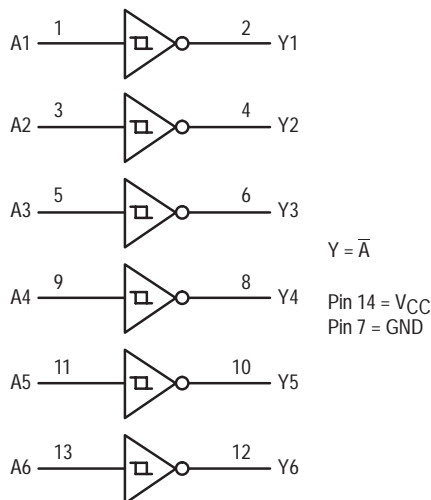 A1 1 2 Y1
A2 3 4 Y2
A3 5 6 Y3
Y = A̅
A4 9 8 Y4
Pin 14 = VCC
Pin 7 = GND
A5 11 10 Y5
A6 13 12 Y6